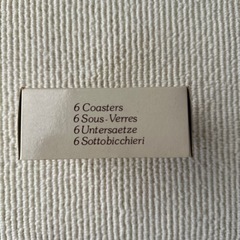 6 Coasters
6 Sous-Verres
6 Untersaetze
6 Sottobicchieri